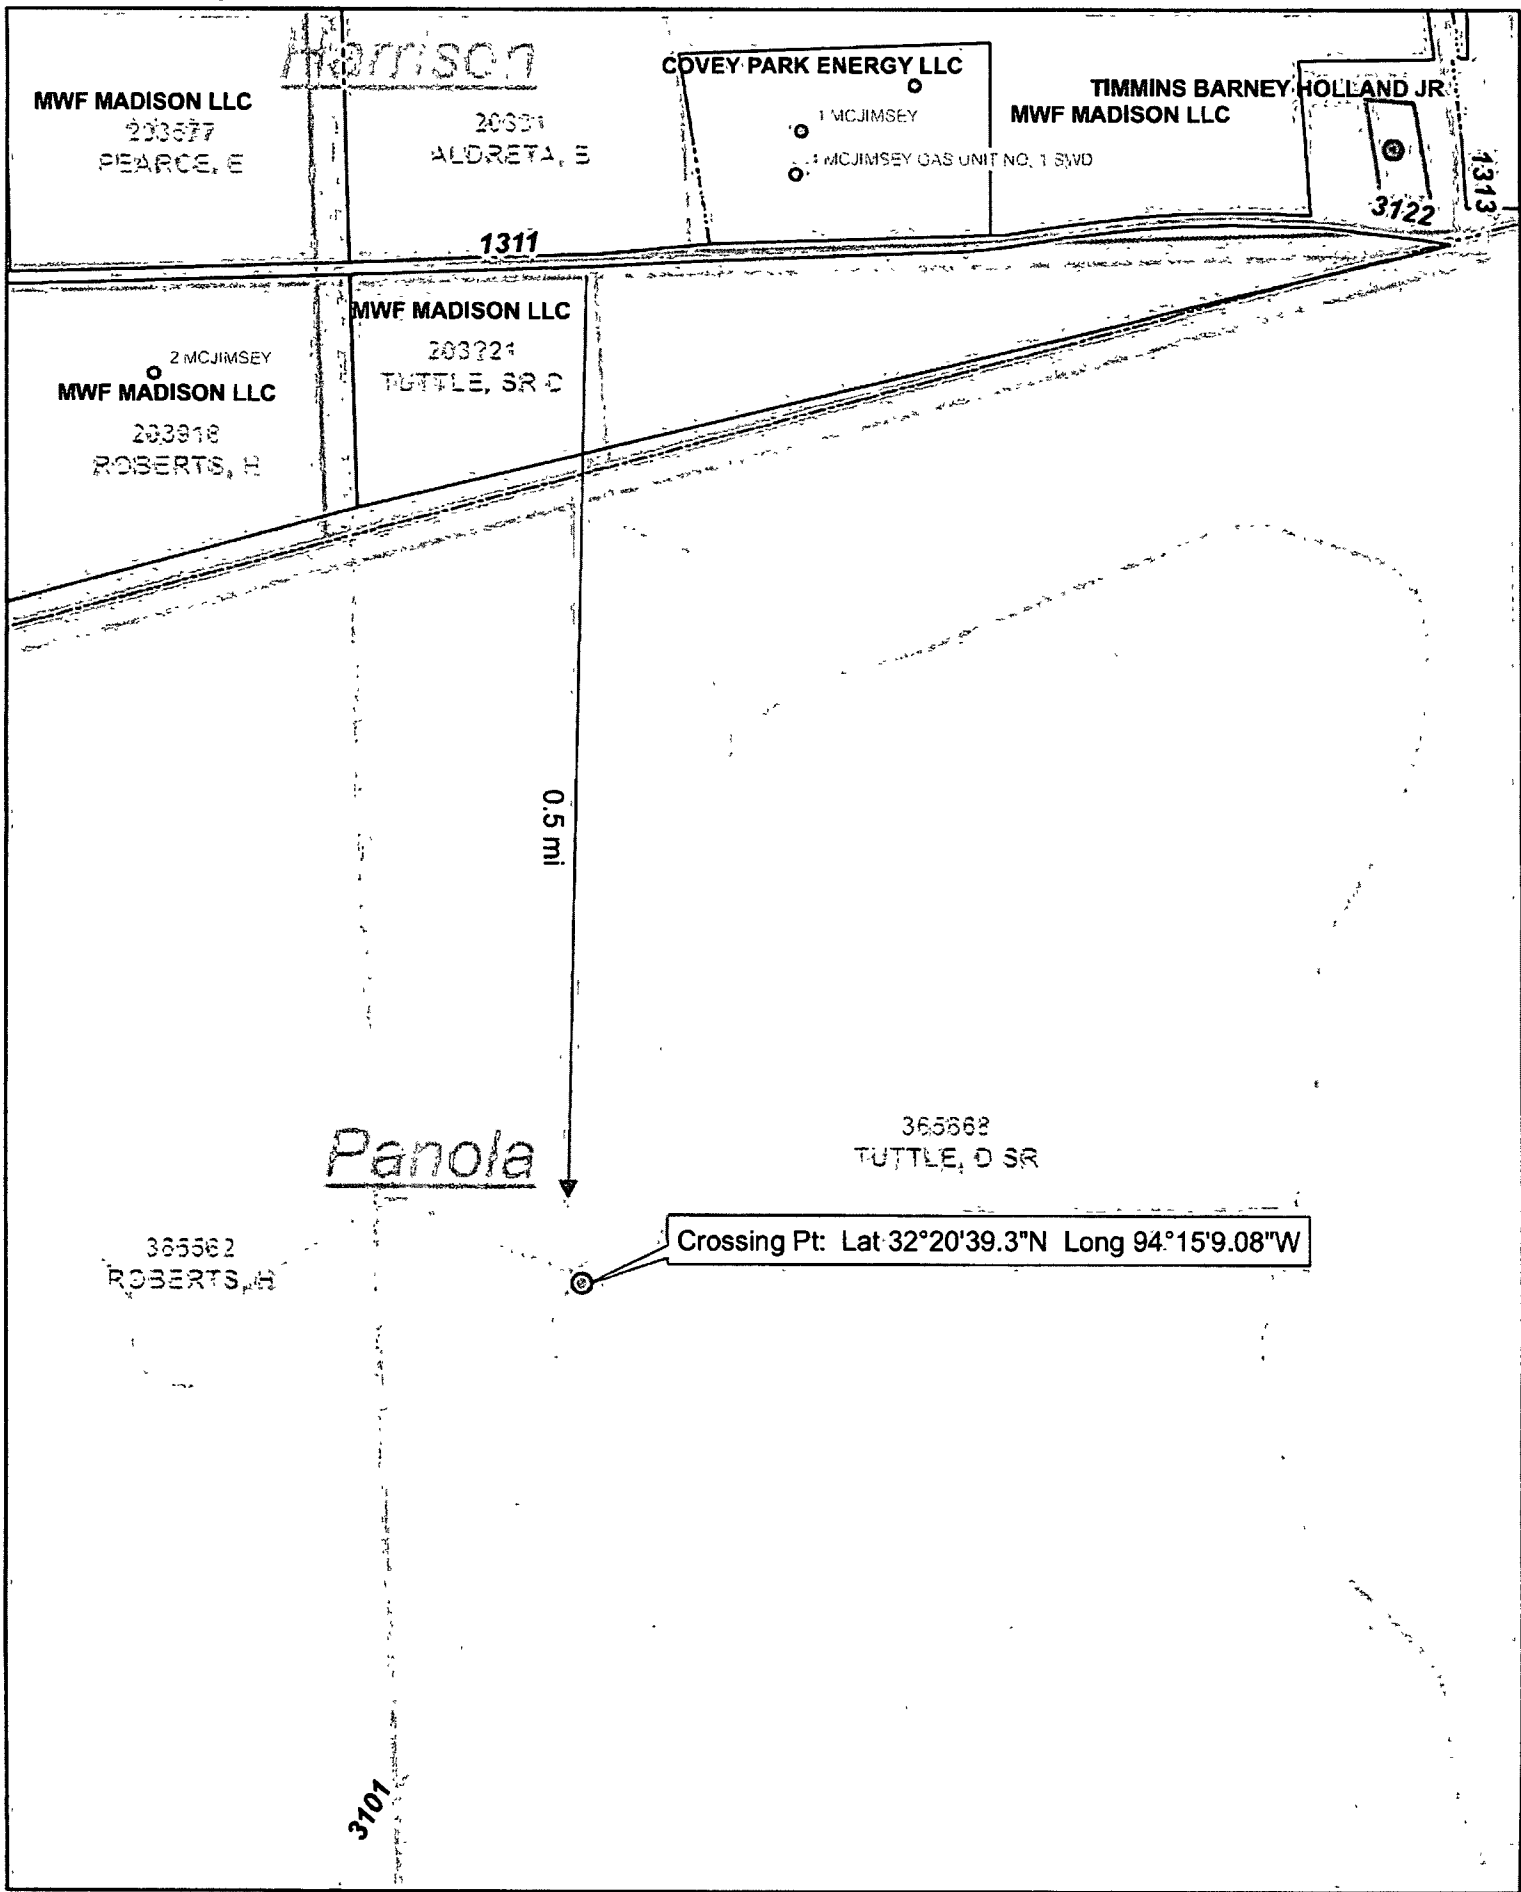 Harrison
COVEY PARK ENERGY LLC
MWF MADISON LLC
PEARCE, E
ALDRETA, B
1 MCJIMSEY
1 MCJIMSEY GAS UNIT NO. 1 SWD
TIMMINS BARNEY HOLLAND JR
MWF MADISON LLC
1313
3122
1311
MWF MADISON LLC
TUTTLE, SR C
2 MCJIMSEY
MWF MADISON LLC
203918
ROBERTS, H
0.5 mi
Panola
365668
TUTTLE, D SR
365562
ROBERTS, H
Crossing Pt: Lat 32°20'39.3"N Long 94°15'9.08"W
3101